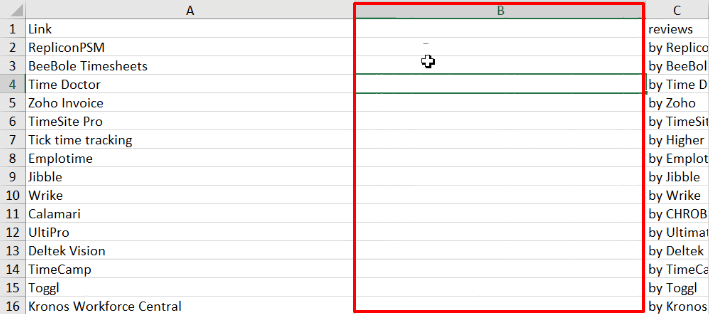 A B C
1 Link reviews
2 RepliconPSM by Replico
3 BeeBole Timesheets by BeeBol
4 Time Doctor by Time D
5 Zoho Invoice by Zoho
6 TimeSite Pro by TimeSit
7 Tick time tracking by Higher
8 Emplotime by Emplot
9 Jibble by Jibble
10 Wrike by Wrike
11 Calamari by CHROB
12 UltiPro by Ultimat
13 Deltek Vision by Deltek
14 TimeCamp by TimeCa
15 Toggl by Toggl
16 Kronos Workforce Central by Kronos